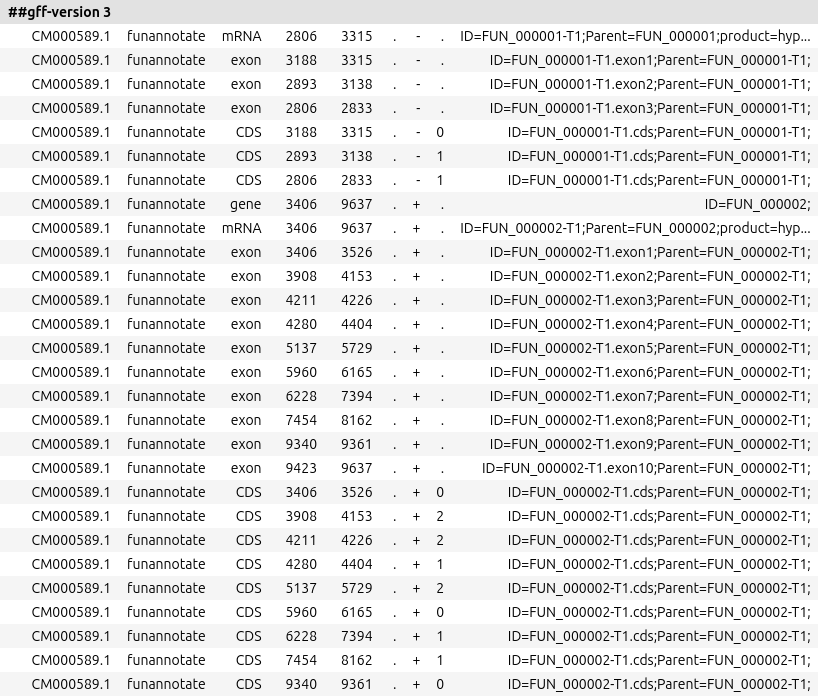 ##gff-version 3
CM000589.1 funannotate mRNA 2806 3315 . - . ID=FUN_000001-T1;Parent=FUN_000001;product=hyp...
CM000589.1 funannotate exon 3188 3315 . - . ID=FUN_000001-T1.exon1;Parent=FUN_000001-T1;
CM000589.1 funannotate exon 2893 3138 . - . ID=FUN_000001-T1.exon2;Parent=FUN_000001-T1;
CM000589.1 funannotate exon 2806 2833 . - . ID=FUN_000001-T1.exon3;Parent=FUN_000001-T1;
CM000589.1 funannotate CDS 3188 3315 . - 0 ID=FUN_000001-T1.cds;Parent=FUN_000001-T1;
CM000589.1 funannotate CDS 2893 3138 . - 1 ID=FUN_000001-T1.cds;Parent=FUN_000001-T1;
CM000589.1 funannotate CDS 2806 2833 . - 1 ID=FUN_000001-T1.cds;Parent=FUN_000001-T1;
CM000589.1 funannotate gene 3406 9637 . + . ID=FUN_000002;
CM000589.1 funannotate mRNA 3406 9637 . + . ID=FUN_000002-T1;Parent=FUN_000002;product=hyp...
CM000589.1 funannotate exon 3406 3526 . + . ID=FUN_000002-T1.exon1;Parent=FUN_000002-T1;
CM000589.1 funannotate exon 3908 4153 . + . ID=FUN_000002-T1.exon2;Parent=FUN_000002-T1;
CM000589.1 funannotate exon 4211 4226 . + . ID=FUN_000002-T1.exon3;Parent=FUN_000002-T1;
CM000589.1 funannotate exon 4280 4404 . + . ID=FUN_000002-T1.exon4;Parent=FUN_000002-T1;
CM000589.1 funannotate exon 5137 5729 . + . ID=FUN_000002-T1.exon5;Parent=FUN_000002-T1;
CM000589.1 funannotate exon 5960 6165 . + . ID=FUN_000002-T1.exon6;Parent=FUN_000002-T1;
CM000589.1 funannotate exon 6228 7394 . + . ID=FUN_000002-T1.exon7;Parent=FUN_000002-T1;
CM000589.1 funannotate exon 7454 8162 . + . ID=FUN_000002-T1.exon8;Parent=FUN_000002-T1;
CM000589.1 funannotate exon 9340 9361 . + . ID=FUN_000002-T1.exon9;Parent=FUN_000002-T1;
CM000589.1 funannotate exon 9423 9637 . + . ID=FUN_000002-T1.exon10;Parent=FUN_000002-T1;
CM000589.1 funannotate CDS 3406 3526 . + 0 ID=FUN_000002-T1.cds;Parent=FUN_000002-T1;
CM000589.1 funannotate CDS 3908 4153 . + 2 ID=FUN_000002-T1.cds;Parent=FUN_000002-T1;
CM000589.1 funannotate CDS 4211 4226 . + 2 ID=FUN_000002-T1.cds;Parent=FUN_000002-T1;
CM000589.1 funannotate CDS 4280 4404 . + 1 ID=FUN_000002-T1.cds;Parent=FUN_000002-T1;
CM000589.1 funannotate CDS 5137 5729 . + 2 ID=FUN_000002-T1.cds;Parent=FUN_000002-T1;
CM000589.1 funannotate CDS 5960 6165 . + 0 ID=FUN_000002-T1.cds;Parent=FUN_000002-T1;
CM000589.1 funannotate CDS 6228 7394 . + 1 ID=FUN_000002-T1.cds;Parent=FUN_000002-T1;
CM000589.1 funannotate CDS 7454 8162 . + 1 ID=FUN_000002-T1.cds;Parent=FUN_000002-T1;
CM000589.1 funannotate CDS 9340 9361 . + 0 ID=FUN_000002-T1.cds;Parent=FUN_000002-T1;